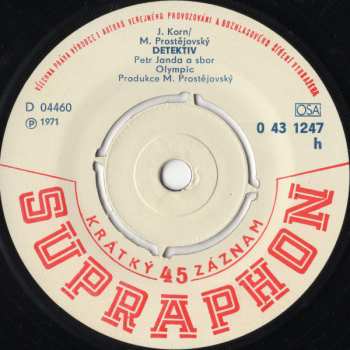 VŠECHNA PRÁVA VÝROBCE I AUTORŮ VEŘEJNÉHO PROVOZOVÁNÍ A ROZHLASOVÉHO ŠÍŘENÍ VYHRAZENA
J. Korn/
M. Prostějovský
DETEKTIV
Petr Janda a sbor
Olympic
Produkce M. Prostějovský
D 04460
Ⓟ 1971
OSA
0 43 1247
h
KRÁTKÝ 45 ZÁZNAM
SUPRAPHON